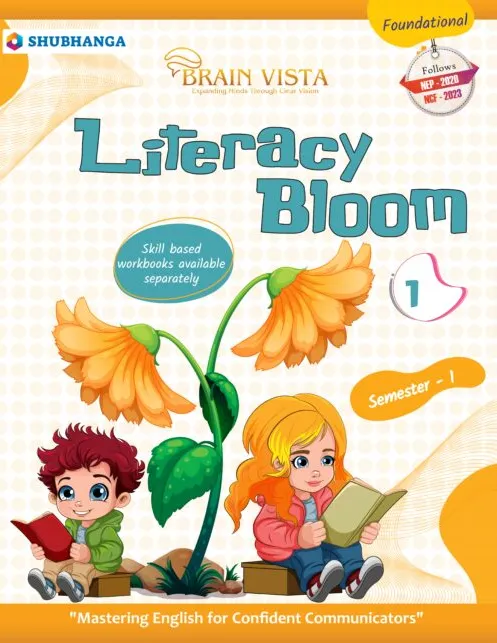 Foundational
SHUBHANGA
Follows
NEP - 2020
NCF - 2023
BRAIN VISTA
Expanding Minds Through Clear Vision
Literacy
Bloom
Skill based
workbooks available
separately
1
Semester - 1
"Mastering English for Confident Communicators"